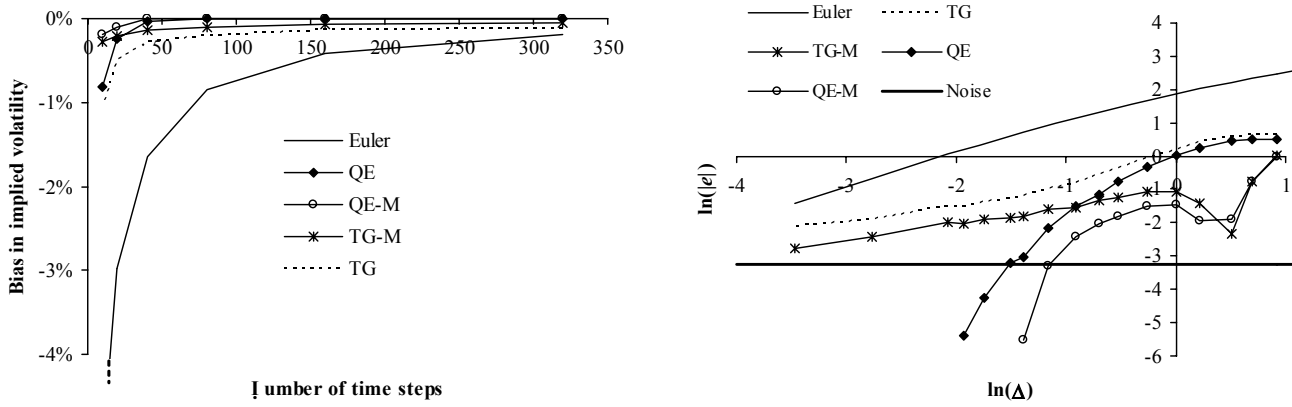 0%
0 50 100 150 200 250 300 350
-1%
-2%
-3%
-4%
Bias in implied volatility
Euler
QE
QE-M
TG-M
TG
umber of time steps
Euler TG
TG-M QE
QE-M Noise
4
3
2
1
0
-1
-2
-3
-4
-5
-6
-4 -3 -2 -1 0 1
ln(|e|)
ln(Δ)